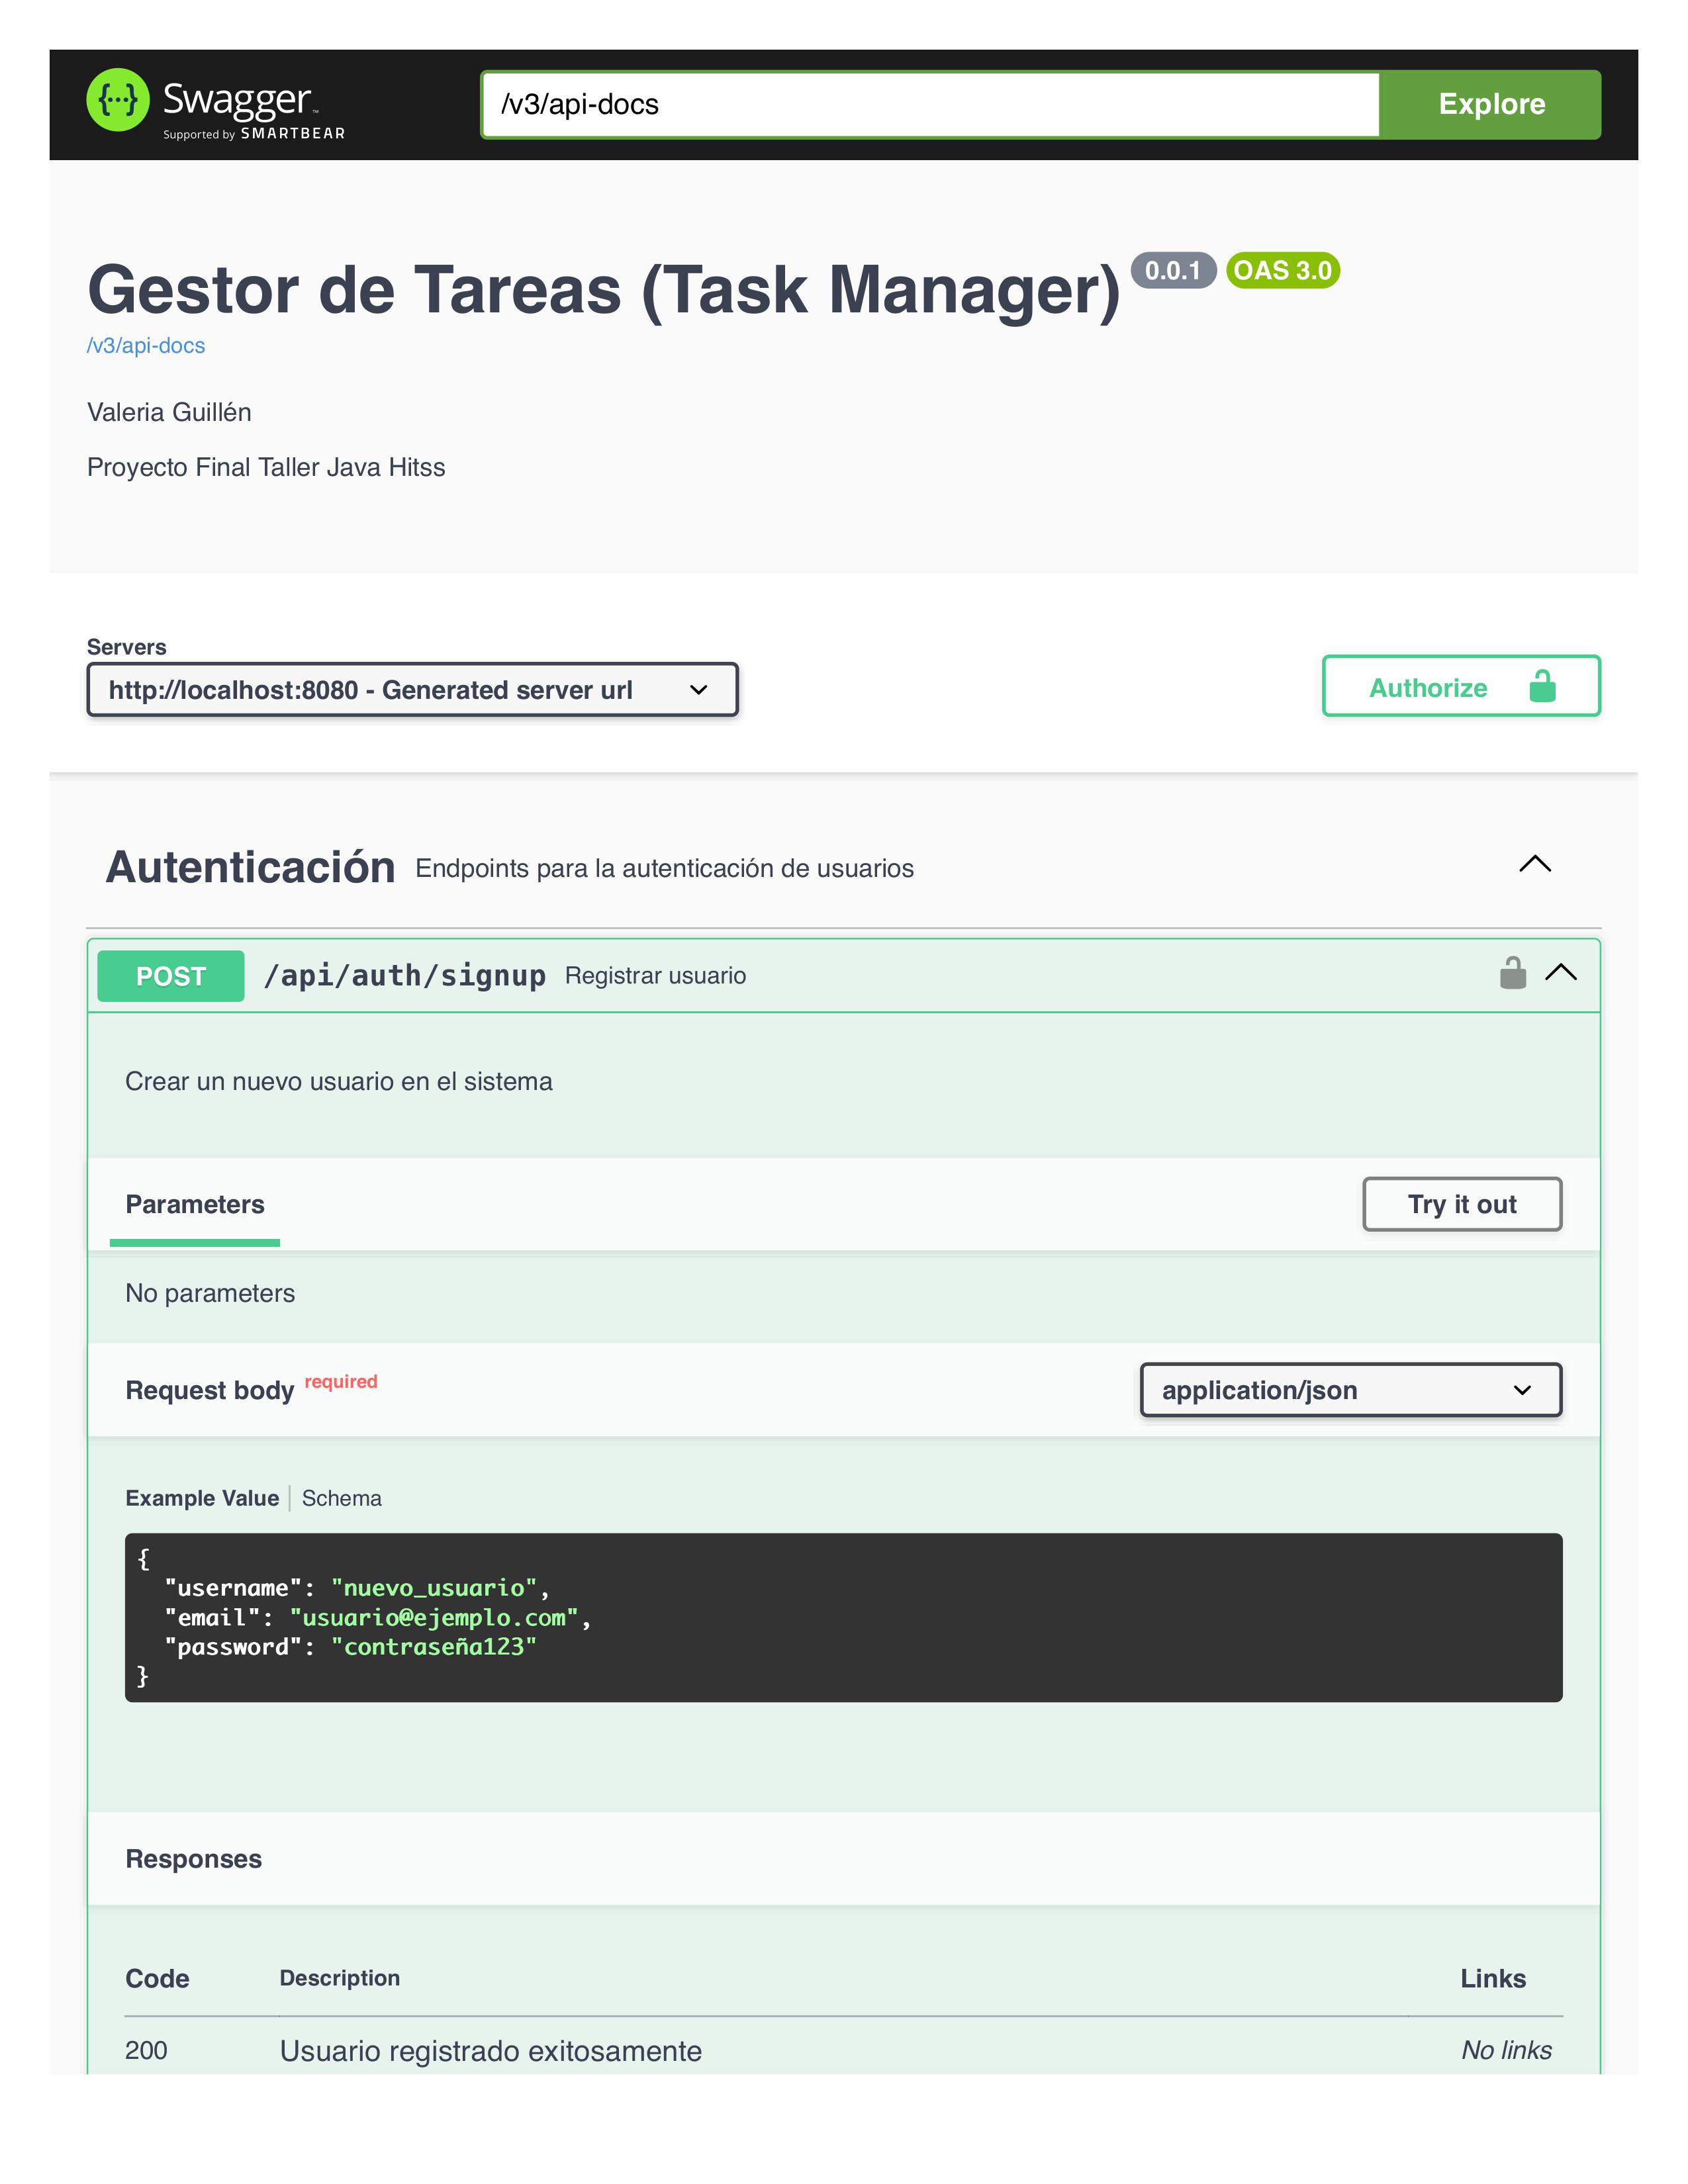 Swagger™
Supported by SMARTBEAR
/v3/api-docs
Explore
Gestor de Tareas (Task Manager) 0.0.1 OAS 3.0
/v3/api-docs
Valeria Guillén
Proyecto Final Taller Java Hitss
Servers
http://localhost:8080 - Generated server url
Authorize
Autenticación Endpoints para la autenticación de usuarios
POST /api/auth/signup Registrar usuario
Crear un nuevo usuario en el sistema
Parameters
Try it out
No parameters
Request body required
application/json
Example Value | Schema
{
"username": "nuevo_usuario",
"email": "usuario@ejemplo.com",
"password": "contraseña123"
}
Responses
Code Description Links
200 Usuario registrado exitosamente No links